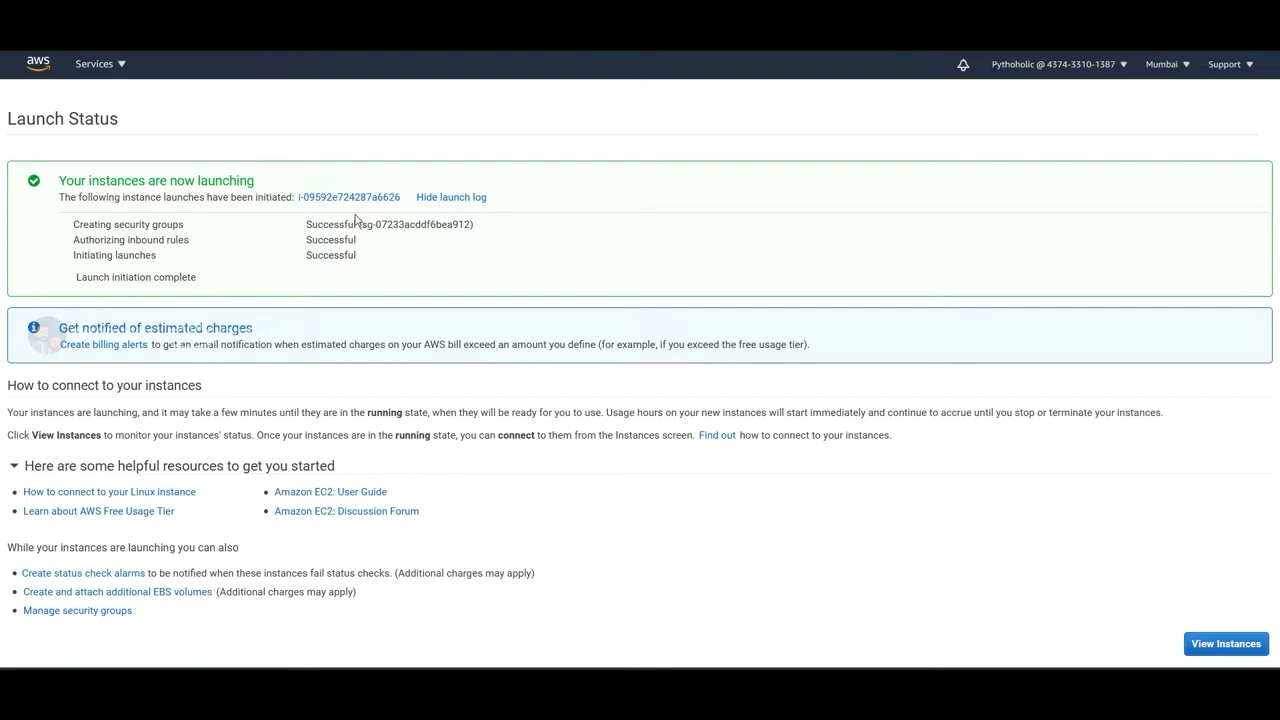 aws Services Pythoholic @ 4374-3310-1387 Mumbai Support
Launch Status
Your instances are now launching
The following instance launches have been initiated: i-09592e724287a6626 Hide launch log
Creating security groups Successful (sg-07233acddf6bea912)
Authorizing inbound rules Successful
Initiating launches Successful
Launch initiation complete
Get notified of estimated charges
Create billing alerts to get an email notification when estimated charges on your AWS bill exceed an amount you define (for example, if you exceed the free usage tier).
How to connect to your instances
Your instances are launching, and it may take a few minutes until they are in the running state, when they will be ready for you to use. Usage hours on your new instances will start immediately and continue to accrue until you stop or terminate your instances.
Click View Instances to monitor your instances' status. Once your instances are in the running state, you can connect to them from the Instances screen. Find out how to connect to your instances.
Here are some helpful resources to get you started
• How to connect to your Linux instance • Amazon EC2: User Guide
• Learn about AWS Free Usage Tier • Amazon EC2: Discussion Forum
While your instances are launching you can also
• Create status check alarms to be notified when these instances fail status checks. (Additional charges may apply)
• Create and attach additional EBS volumes (Additional charges may apply)
• Manage security groups
View Instances